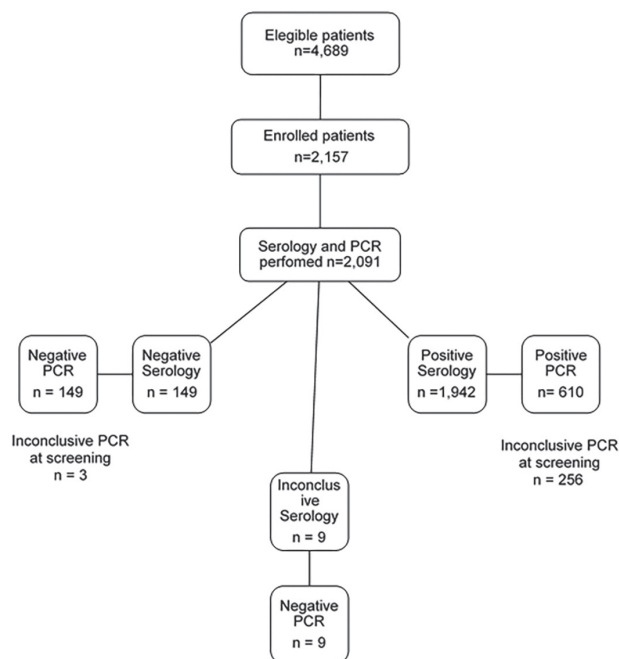 Elegible patients
n=4,689
Enrolled patients
n=2,157
Serology and PCR
perfomed n=2,091
Negative
PCR
n = 149
Negative
Serology
n = 149
Positive
Serology
n =1,942
Positive
PCR
n= 610
Inconclusive PCR
at screening
n = 3
Inconclusive PCR
at screening
n = 256
Inconclus
ive
Serology
n = 9
Negative
PCR
n = 9